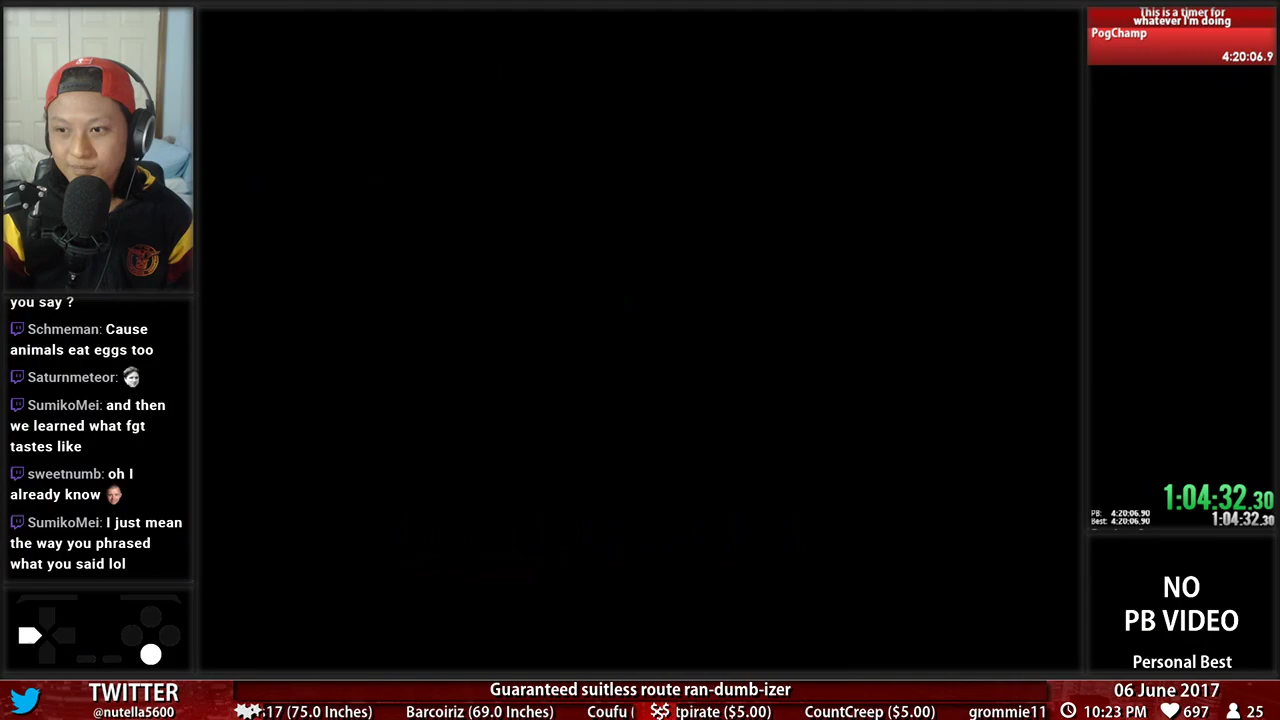 you say ?
Schmeman: Cause
animals eat eggs too
Saturnmeteor:
SumikoMei: and then
we learned what fgt
tastes like
sweetnumb: oh I
already know
SumikoMei: I just mean
the way you phrased
what you said lol
This is a timer for
whatever I'm doing
PogChamp
4:20:06.9
1:04:32.30
PB: 4:20:06.90
Best: 4:20:06.90
1:04:32.30
NO
PB VIDEO
Personal Best
TWITTER
@nutella5600
Guaranteed suitless route ran-dumb-izer
:17 (75.0 Inches) Barcoiriz (69.0 Inches) Coufu ( tpirate ($5.00) CountCreep ($5.00) grommie11
06 June 2017
10:23 PM 697 25